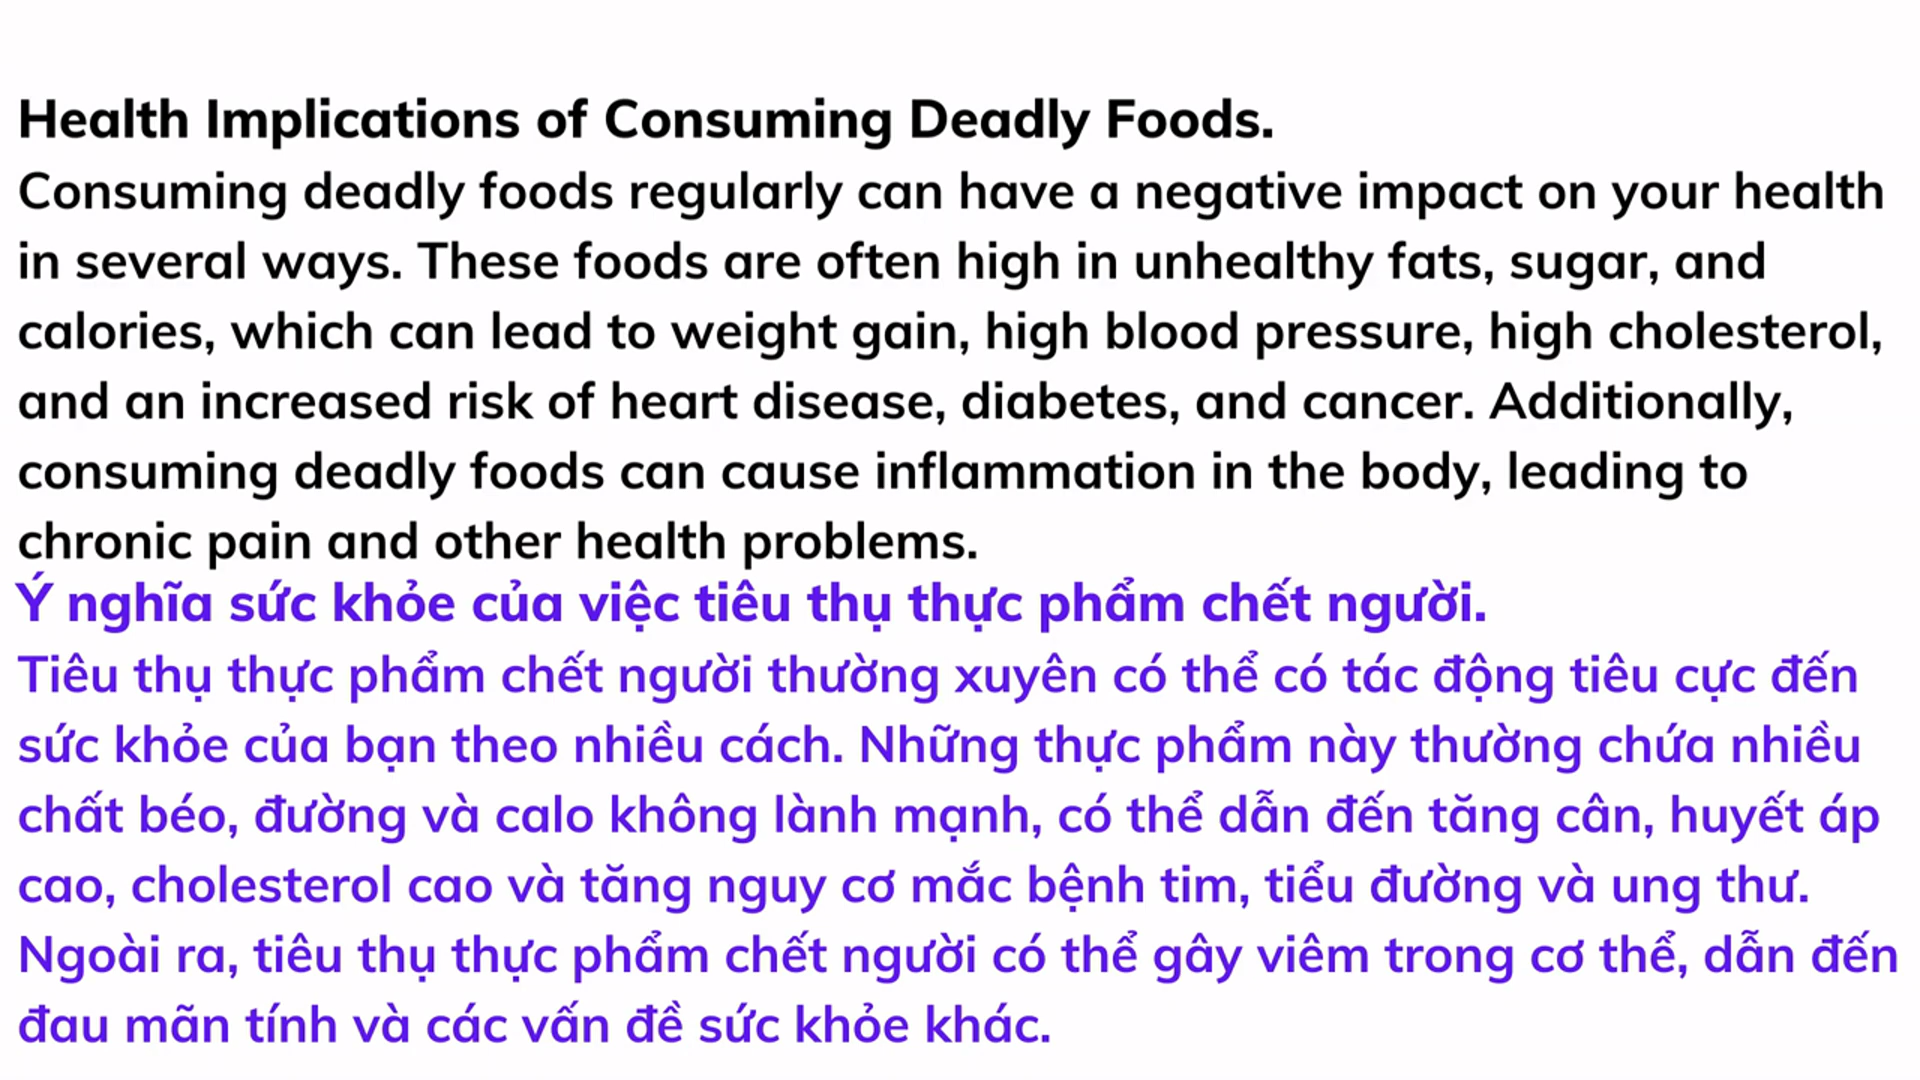 Health Implications of Consuming Deadly Foods.
Consuming deadly foods regularly can have a negative impact on your health
in several ways. These foods are often high in unhealthy fats, sugar, and
calories, which can lead to weight gain, high blood pressure, high cholesterol,
and an increased risk of heart disease, diabetes, and cancer. Additionally,
consuming deadly foods can cause inflammation in the body, leading to
chronic pain and other health problems.
Ý nghĩa sức khỏe của việc tiêu thụ thực phẩm chết người.
Tiêu thụ thực phẩm chết người thường xuyên có thể có tác động tiêu cực đến
sức khỏe của bạn theo nhiều cách. Những thực phẩm này thường chứa nhiều
chất béo, đường và calo không lành mạnh, có thể dẫn đến tăng cân, huyết áp
cao, cholesterol cao và tăng nguy cơ mắc bệnh tim, tiểu đường và ung thư.
Ngoài ra, tiêu thụ thực phẩm chết người có thể gây viêm trong cơ thể, dẫn đến
đau mãn tính và các vấn đề sức khỏe khác.